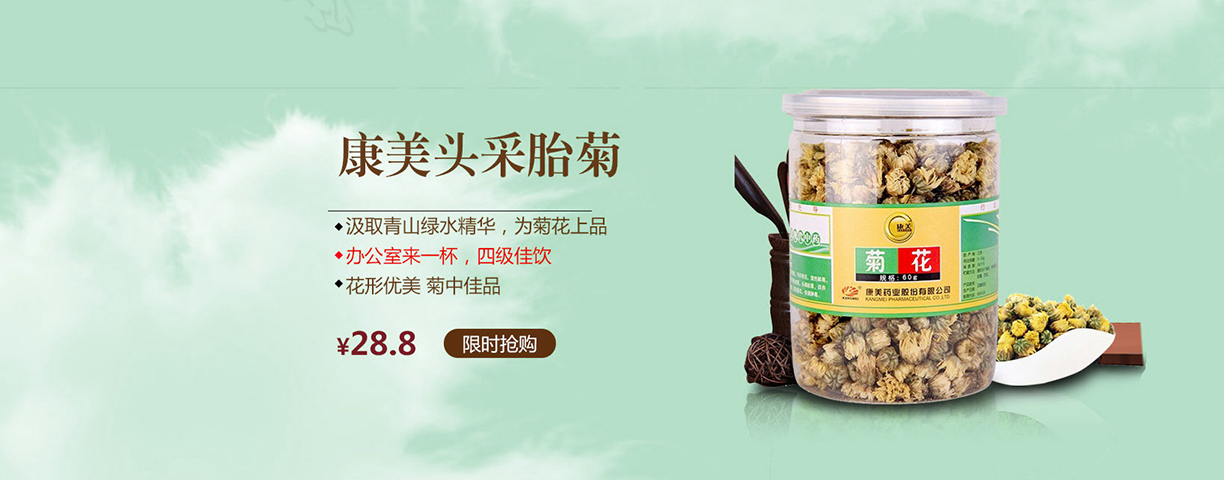 康美头采胎菊
汲取青山绿水精华，为菊花上品
办公室来一杯，四级佳饮
花形优美 菊中佳品
¥28.8
限时抢购
康美
菊花
规格：60g
KANGMEI
康美药业股份有限公司
KANGMEI PHARMACEUTICAL CO.,LTD.